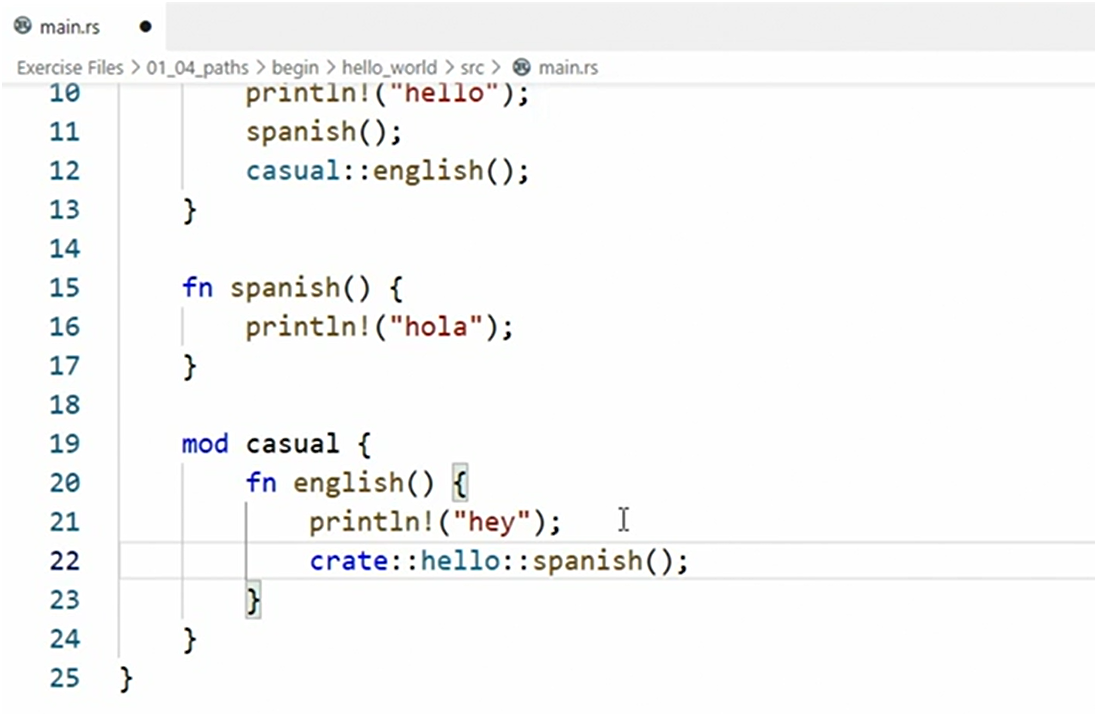 main.rs
Exercise Files > 01_04_paths > begin > hello_world > src > main.rs
10 println!("hello");
11 spanish();
12 casual::english();
13 }
14
15 fn spanish() {
16 println!("hola");
17 }
18
19 mod casual {
20 fn english() {
21 println!("hey");
22 crate::hello::spanish();
23 }
24 }
25 }